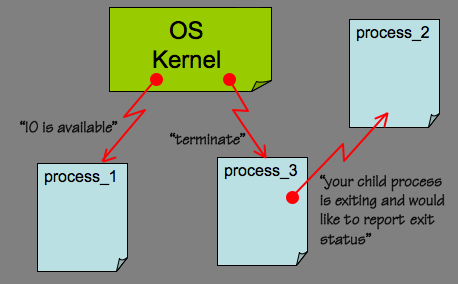 OS
Kernel
process_2
"IO is available"
"terminate"
process_1
process_3
"your child process
is exiting and would
like to report exit
status"